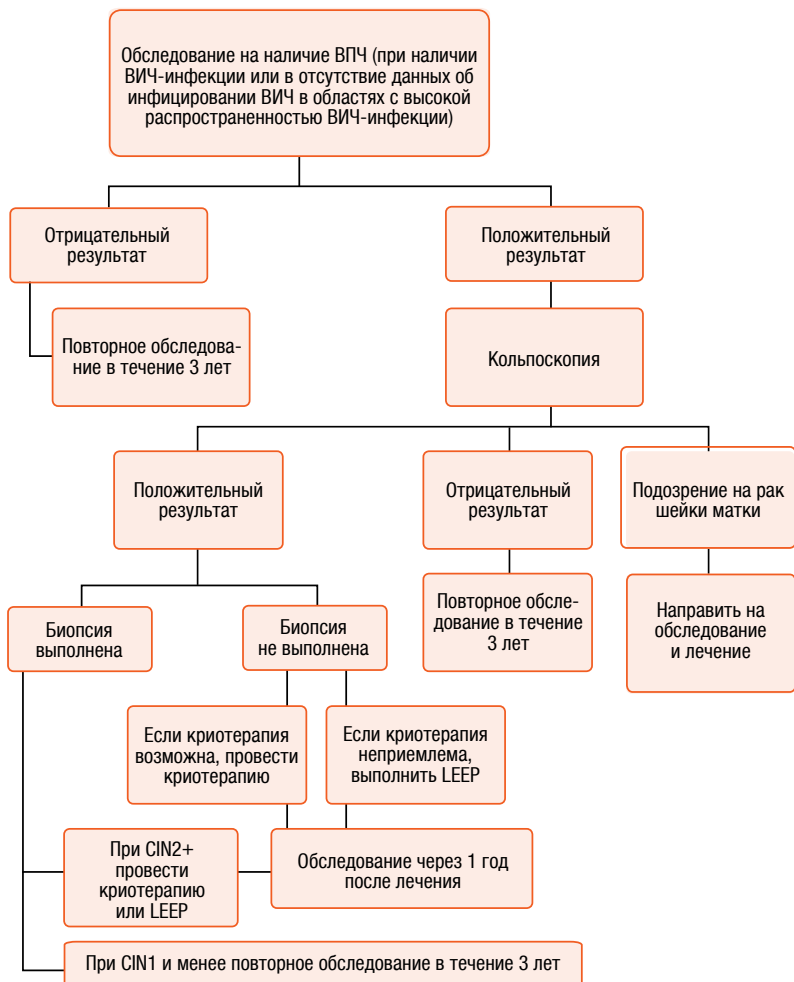 Обследование на наличие ВПЧ (при наличии
ВИЧ-инфекции или в отсутствие данных об
инфицировании ВИЧ в областях с высокой
распространенностью ВИЧ-инфекции)
Отрицательный
результат
Положительный
результат
Повторное обследова-
ние в течение 3 лет
Кольпоскопия
Положительный
результат
Отрицательный
результат
Подозрение на рак
шейки матки
Биопсия
выполнена
Биопсия
не выполнена
Повторное обсле-
дование в течение
3 лет
Направить на
обследование
и лечение
Если криотерапия
возможна, провести
криотерапию
Если криотерапия
неприемлема,
выполнить LEEP
При CIN2+
провести
криотерапию
или LEEP
Обследование через 1 год
после лечения
При CIN1 и менее повторное обследование в течение 3 лет